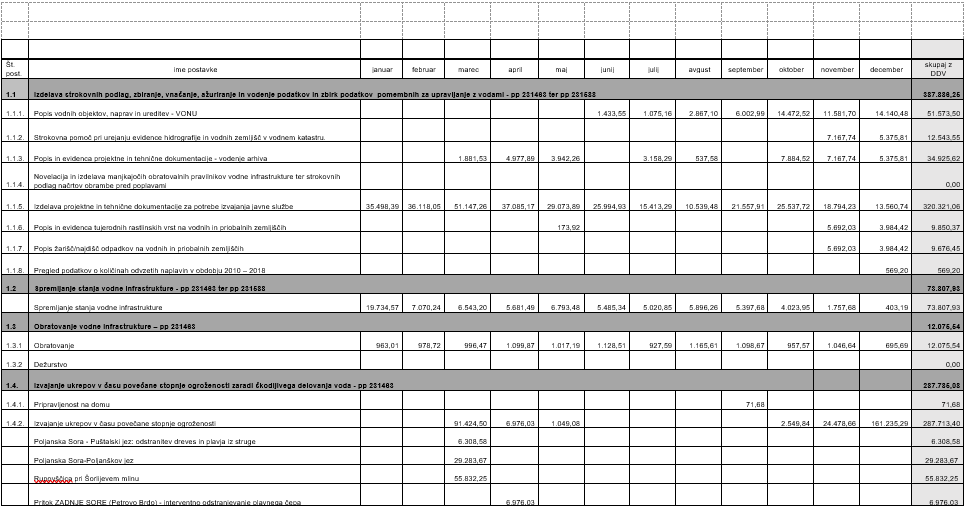 Št. post. ime postavke januar februar marec april maj junij julij avgust september oktober november december skupaj z DDV
1.1 Izdelava strokovnih podlag, zbiranje, vnašanje, ažuriranje in vodenje podatkov in zbirk podatkov pomembnih za upravljanje z vodami - pp 231463 ter pp 231538
1.1.1. Popis vodnih objektov, naprav in ureditev - VONU 1.433,55 1.075,16 2.867,10 6.002,99 14.472,52 11.581,70 14.140,48 51.573,50
1.1.2. Strokovna pomoč pri urejanju evidence hidrografije in vodnih zemljišč v vodnem katastru. 7.167,74 5.375,81 12.543,55
1.1.3. Popis in evidenca projektne in tehnične dokumentacije - vodenje arhiva 1.881,53 4.977,89 3.942,26 3.158,29 537,58 7.884,52 7.167,74 5.375,81 34.925,62
1.1.4. Novelacija in izdelava manjkajočih obratovalnih pravilnikov vodne infrastrukture ter strokovnih
podlag načrtov obrambe pred poplavami 0,00
1.1.5. Izdelava projektne in tehnične dokumentacije za potrebe izvajanja javne službe 35.498,39 36.118,05 51.147,26 37.085,17 29.073,89 25.994,93 15.413,29 10.539,48 21.557,91 25.537,72 18.794,23 13.560,74 320.321,06
1.1.6. Popis in evidenca tujerodnih rastlinskih vrst na vodnih in priobalnih zemljiščih 173,92 5.692,03 3.984,42 9.850,37
1.1.7. Popis žarišč/najdišč odpadkov na vodnih in priobalnih zemljiščih 5.692,03 3.984,42 9.676,45
1.1.8. Pregled podatkov o količinah odvzetih naplavin v obdobju 2010 – 2018 569,20 569,20
1.2 Spremljanje stanja vodne infrastrukture - pp 231463 ter pp 231538 73.807,93
Spremljanje stanja vodne infrastrukture 19.734,57 7.070,24 6.543,20 5.681,49 6.793,48 5.485,34 5.020,85 5.896,26 5.397,68 4.023,95 1.757,68 403,19 73.807,93
1.3 Obratovanje vodne infrastrukture – pp 231463 12.075,54
1.3.1 Obratovanje 963,01 978,72 996,47 1.099,87 1.017,19 1.128,51 927,59 1.165,61 1.098,67 957,57 1.046,64 695,69 12.075,54
1.3.2 Dežurstvo 0,00
1.4. Izvajanje ukrepov v času povečane stopnje ogroženosti zaradi škodljivega delovanja voda - pp 231463 287.785,08
1.4.1. Pripravljenost na domu 71,68 71,68
1.4.2. Izvajanje ukrepov v času povečane stopnje ogroženosti 91.424,50 6.976,03 1.049,08 2.549,84 24.478,66 161.235,29 287.713,40
Poljanska Sora - Puštalski jez: odstranitev dreves in plavja iz struge 6.308,58 6.308,58
Poljanska Sora-Poljanškov jez 29.283,67 29.283,67
pri Šorlijevem mlinu 55.832,25 55.832,25
Pritok ZADNJE SORE (Petrovo Brdo) - interventno odstranjevanje plavnega čepa 6.976,03 6.976,03